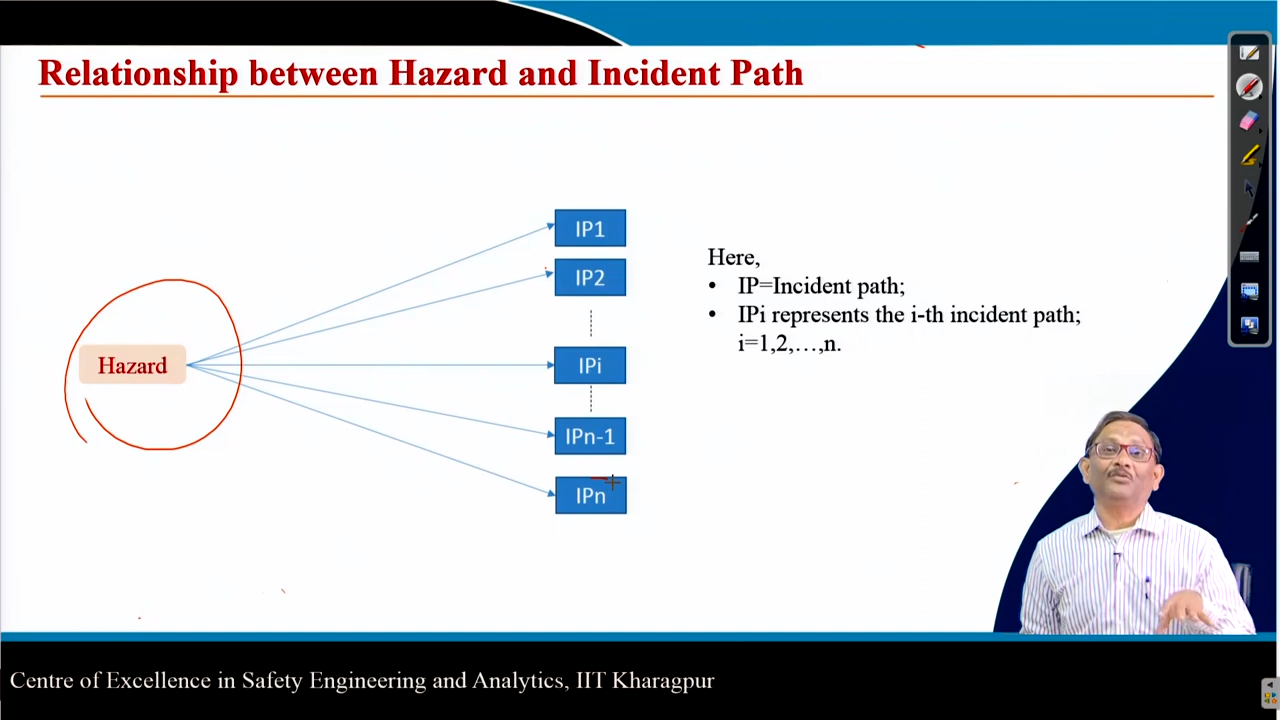 Relationship between Hazard and Incident Path
Hazard
IP1
IP2
IPi
IPn-1
IPn
Here,
• IP=Incident path;
• IPi represents the i-th incident path;
i=1,2,…,n.
Centre of Excellence in Safety Engineering and Analytics, IIT Kharagpur